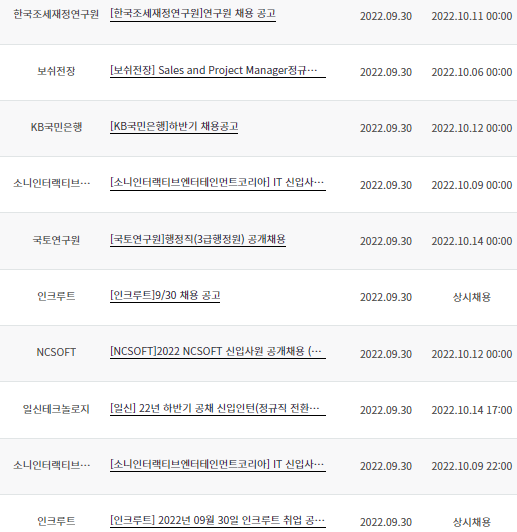 한국조세재정연구원 [한국조세재정연구원]연구원 채용 공고 2022.09.30 2022.10.11 00:00
보쉬전장 [보쉬전장] Sales and Project Manager정규… 2022.09.30 2022.10.06 00:00
KB국민은행 [KB국민은행]하반기 채용공고 2022.09.30 2022.10.12 00:00
소니인터랙티브… [소니인터랙티브엔터테인먼트코리아] IT 신입사… 2022.09.30 2022.10.09 00:00
국토연구원 [국토연구원]행정직(3급행정원) 공개채용 2022.09.30 2022.10.14 00:00
인크루트 [인크루트]9/30 채용 공고 2022.09.30 상시채용
NCSOFT [NCSOFT]2022 NCSOFT 신입사원 공개채용 (… 2022.09.30 2022.10.12 00:00
일신테크놀로지 [일신] 22년 하반기 공채 신입인턴(정규직 전환… 2022.09.30 2022.10.14 17:00
소니인터랙티브… [소니인터랙티브엔터테인먼트코리아] IT 신입사… 2022.09.30 2022.10.09 22:00
인크루트 [인크루트] 2022년 09월 30일 인크루트 취업 공… 2022.09.30 상시채용